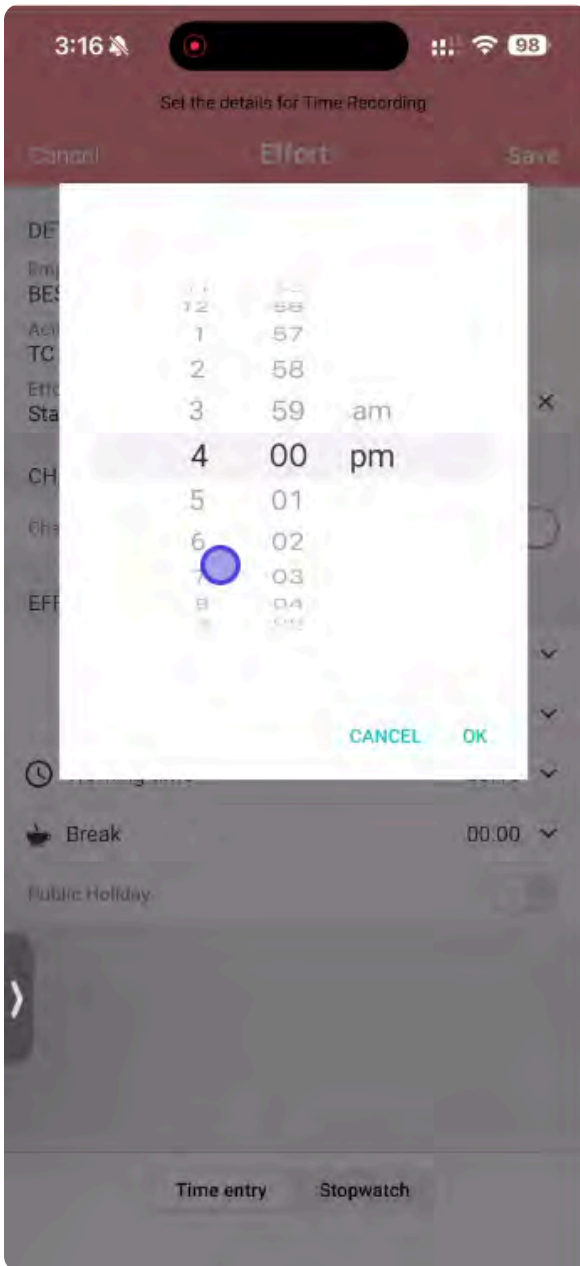 3:16 98
Set the details for Time Recording
Cancel Effort Save
DE
BES
TC
Sta
CH
EFF
12 56
1 57
2 58
3 59 am
4 00 pm
5 01
6 02
7 03
8 04
CANCEL OK
Break 00:00
Public Holiday
Time entry Stopwatch